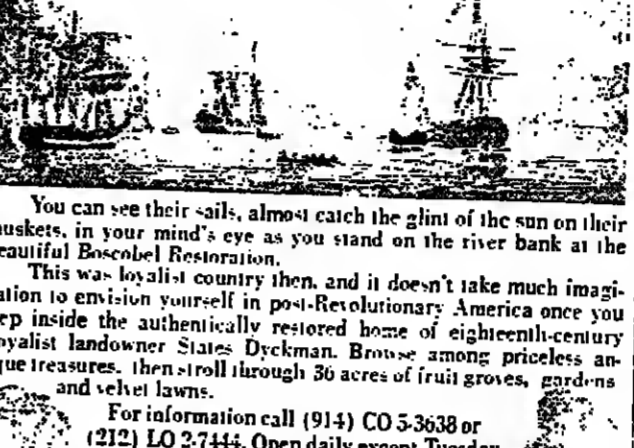 You can see their sails, almost catch the glint of the sun on their
muskets, in your mind's eye as you stand on the river bank at the
beautiful Boscobel Restoration.
This was loyalist country then, and it doesn't take much imagi-
nation to envision yourself in post-Revolutionary America once you
step inside the authentically restored home of eighteenth-century
loyalist landowner States Dyckman. Browse among priceless an-
tique treasures, then stroll through 36 acres of fruit groves, gardens
and velvet lawns.
For information call (914) CO 5-3638 or
(212) LO 2-7444. Open daily except Tuesday